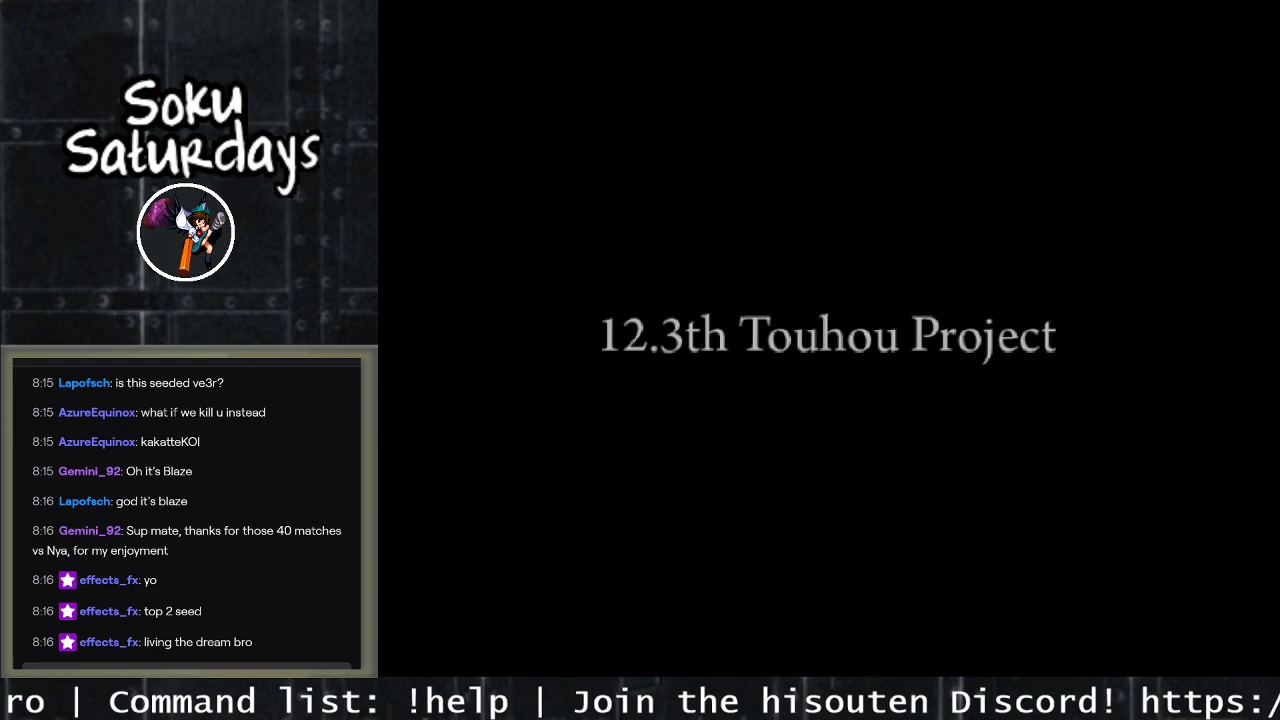 Soku
Saturdays
12.3th Touhou Project
8:15 Lapofsch: is this seeded ve3r?
8:15 AzureEquinox: what if we kill u instead
8:15 AzureEquinox: kakatteKOI
8:15 Gemini_92: Oh it's Blaze
8:16 Lapofsch: god it's blaze
8:16 Gemini_92: Sup mate, thanks for those 40 matches
vs Nya, for my enjoyment
8:16 effects_fx: yo
8:16 effects_fx: top 2 seed
8:16 effects_fx: living the dream bro
ro | Command list: !help | Join the hisouten Discord! https:/